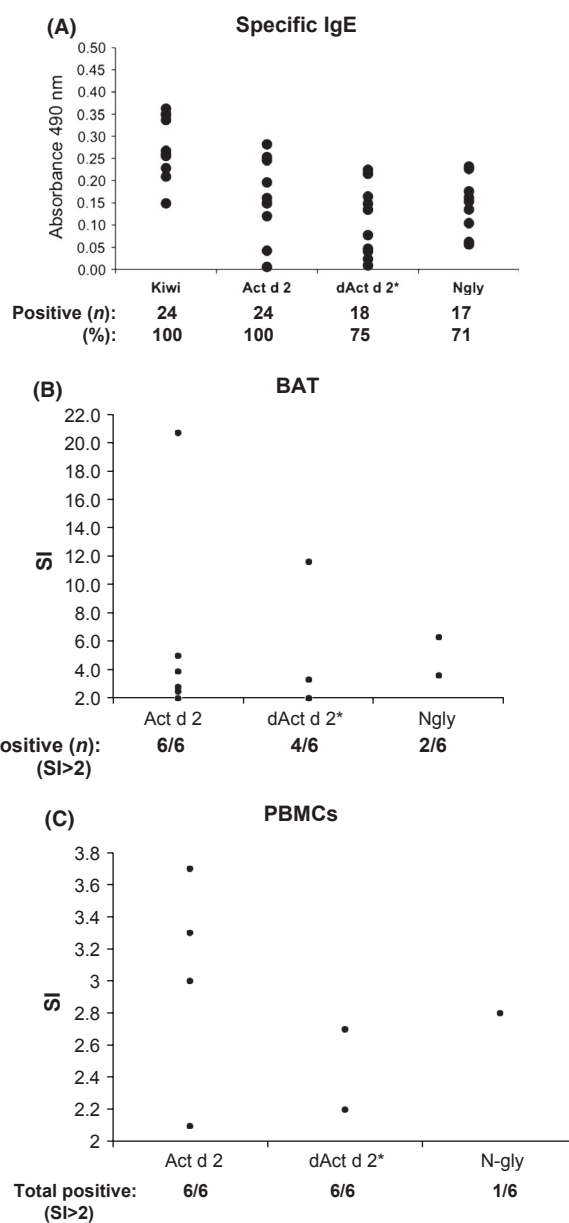 (A)
Specific IgE
Absorbance 490 nm
0.50
0.45
0.40
0.35
0.30
0.25
0.20
0.15
0.10
0.05
0.00
Kiwi Act d 2 dAct d 2* Ngly
Positive (n): 24 24 18 17
(%): 100 100 75 71
(B)
BAT
SI
22.0
20.0
18.0
16.0
14.0
12.0
10.0
8.0
6.0
4.0
2.0
Act d 2 dAct d 2* Ngly
ositive (n): 6/6 4/6 2/6
(SI>2)
(C)
PBMCs
SI
3.8
3.6
3.4
3.2
3
2.8
2.6
2.4
2.2
2
Act d 2 dAct d 2* N-gly
Total positive: 6/6 6/6 1/6
(SI>2)